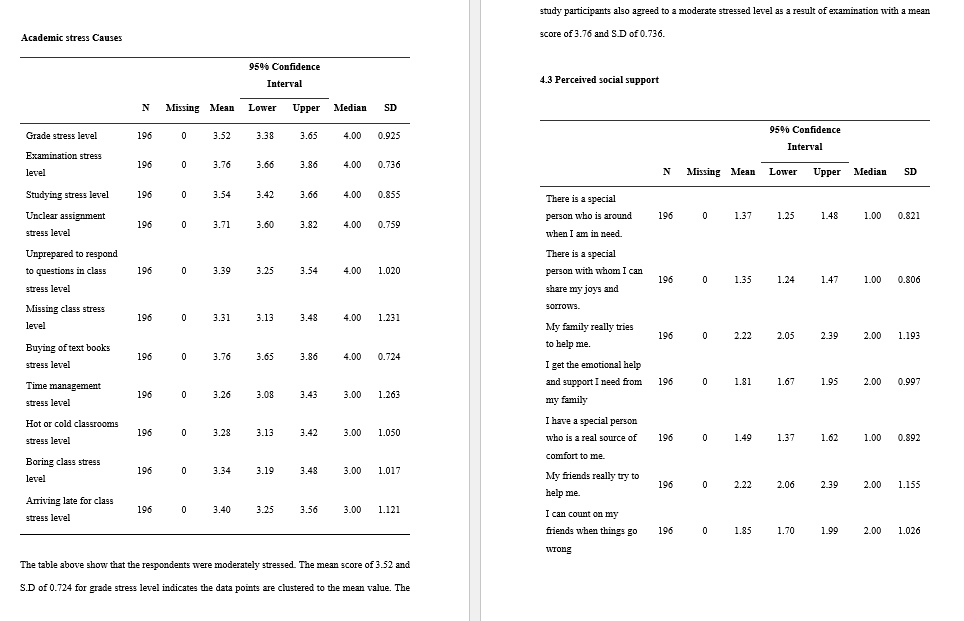 Academic stress Causes
95% Confidence
Interval
N Missing Mean Lower Upper Median SD
Grade stress level 196 0 3.52 3.38 3.65 4.00 0.925
Examination stress
level 196 0 3.76 3.66 3.86 4.00 0.736
Studying stress level 196 0 3.54 3.42 3.66 4.00 0.855
Unclear assignment
stress level 196 0 3.71 3.60 3.82 4.00 0.759
Unprepared to respond
to questions in class 196 0 3.39 3.25 3.54 4.00 1.020
stress level
Missing class stress
level 196 0 3.31 3.13 3.48 4.00 1.231
Buying of text books
stress level 196 0 3.76 3.65 3.86 4.00 0.724
Time management
stress level 196 0 3.26 3.08 3.43 3.00 1.263
Hot or cold classrooms
stress level 196 0 3.28 3.13 3.42 3.00 1.050
Boring class stress
level 196 0 3.34 3.19 3.48 3.00 1.017
Arriving late for class
stress level 196 0 3.40 3.25 3.56 3.00 1.121
The table above show that the respondents were moderately stressed. The mean score of 3.52 and
S.D of 0.724 for grade stress level indicates the data points are clustered to the mean value. The
study participants also agreed to a moderate stressed level as a result of examination with a mean
score of 3.76 and S.D of 0.736.
4.3 Perceived social support
95% Confidence
Interval
N Missing Mean Lower Upper Median SD
There is a special
person who is around 196 0 1.37 1.25 1.48 1.00 0.821
when I am in need.
There is a special
person with whom I can
share my joys and 196 0 1.35 1.24 1.47 1.00 0.806
sorrows.
My family really tries
to help me. 196 0 2.22 2.05 2.39 2.00 1.193
I get the emotional help
and support I need from 196 0 1.81 1.67 1.95 2.00 0.997
my family
I have a special person
who is a real source of 196 0 1.49 1.37 1.62 1.00 0.892
comfort to me.
My friends really try to
help me. 196 0 2.22 2.06 2.39 2.00 1.155
I can count on my
friends when things go 196 0 1.85 1.70 1.99 2.00 1.026
wrong